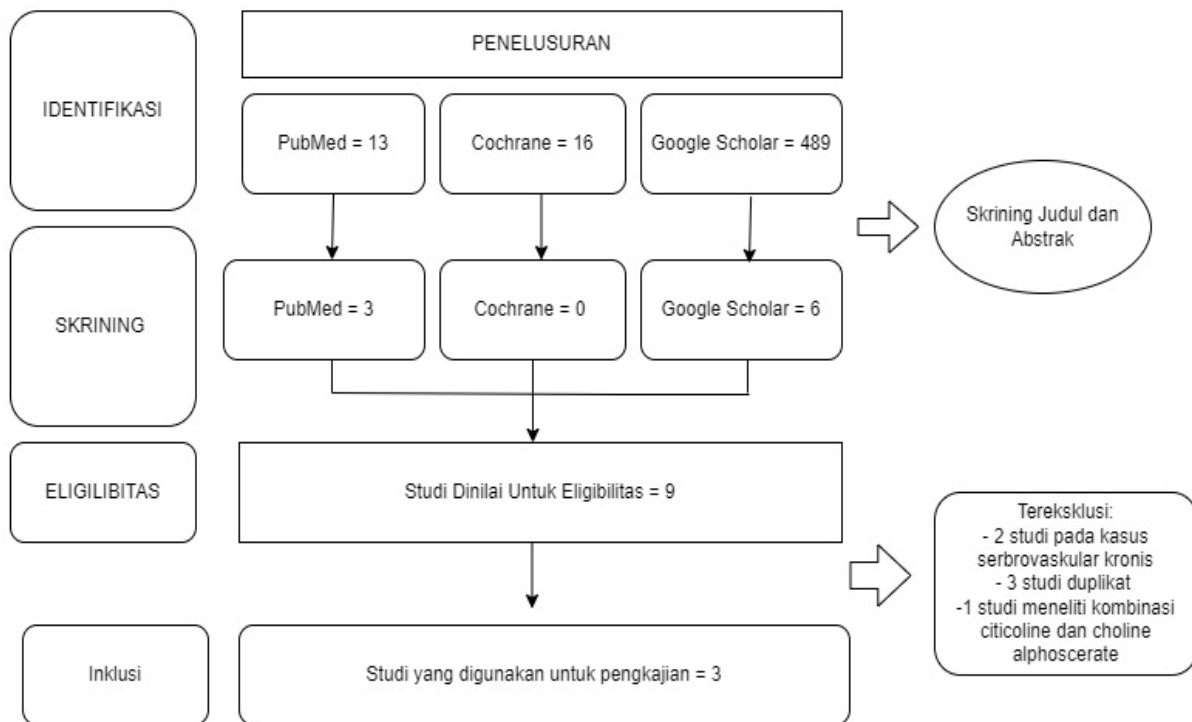 IDENTIFIKASI
PENELUSURAN
PubMed = 13
Cochrane = 16
Google Scholar = 489
Skrining Judul dan
Abstrak
SKRINING
PubMed = 3
Cochrane = 0
Google Scholar = 6
ELIGILIBITAS
Studi Dinilai Untuk Eligibilitas = 9
Tereksklusi:
- 2 studi pada kasus
serbrovaskular kronis
- 3 studi duplikat
-1 studi meneliti kombinasi
citicoline dan choline
alphoscerate
Inklusi
Studi yang digunakan untuk pengkajian = 3